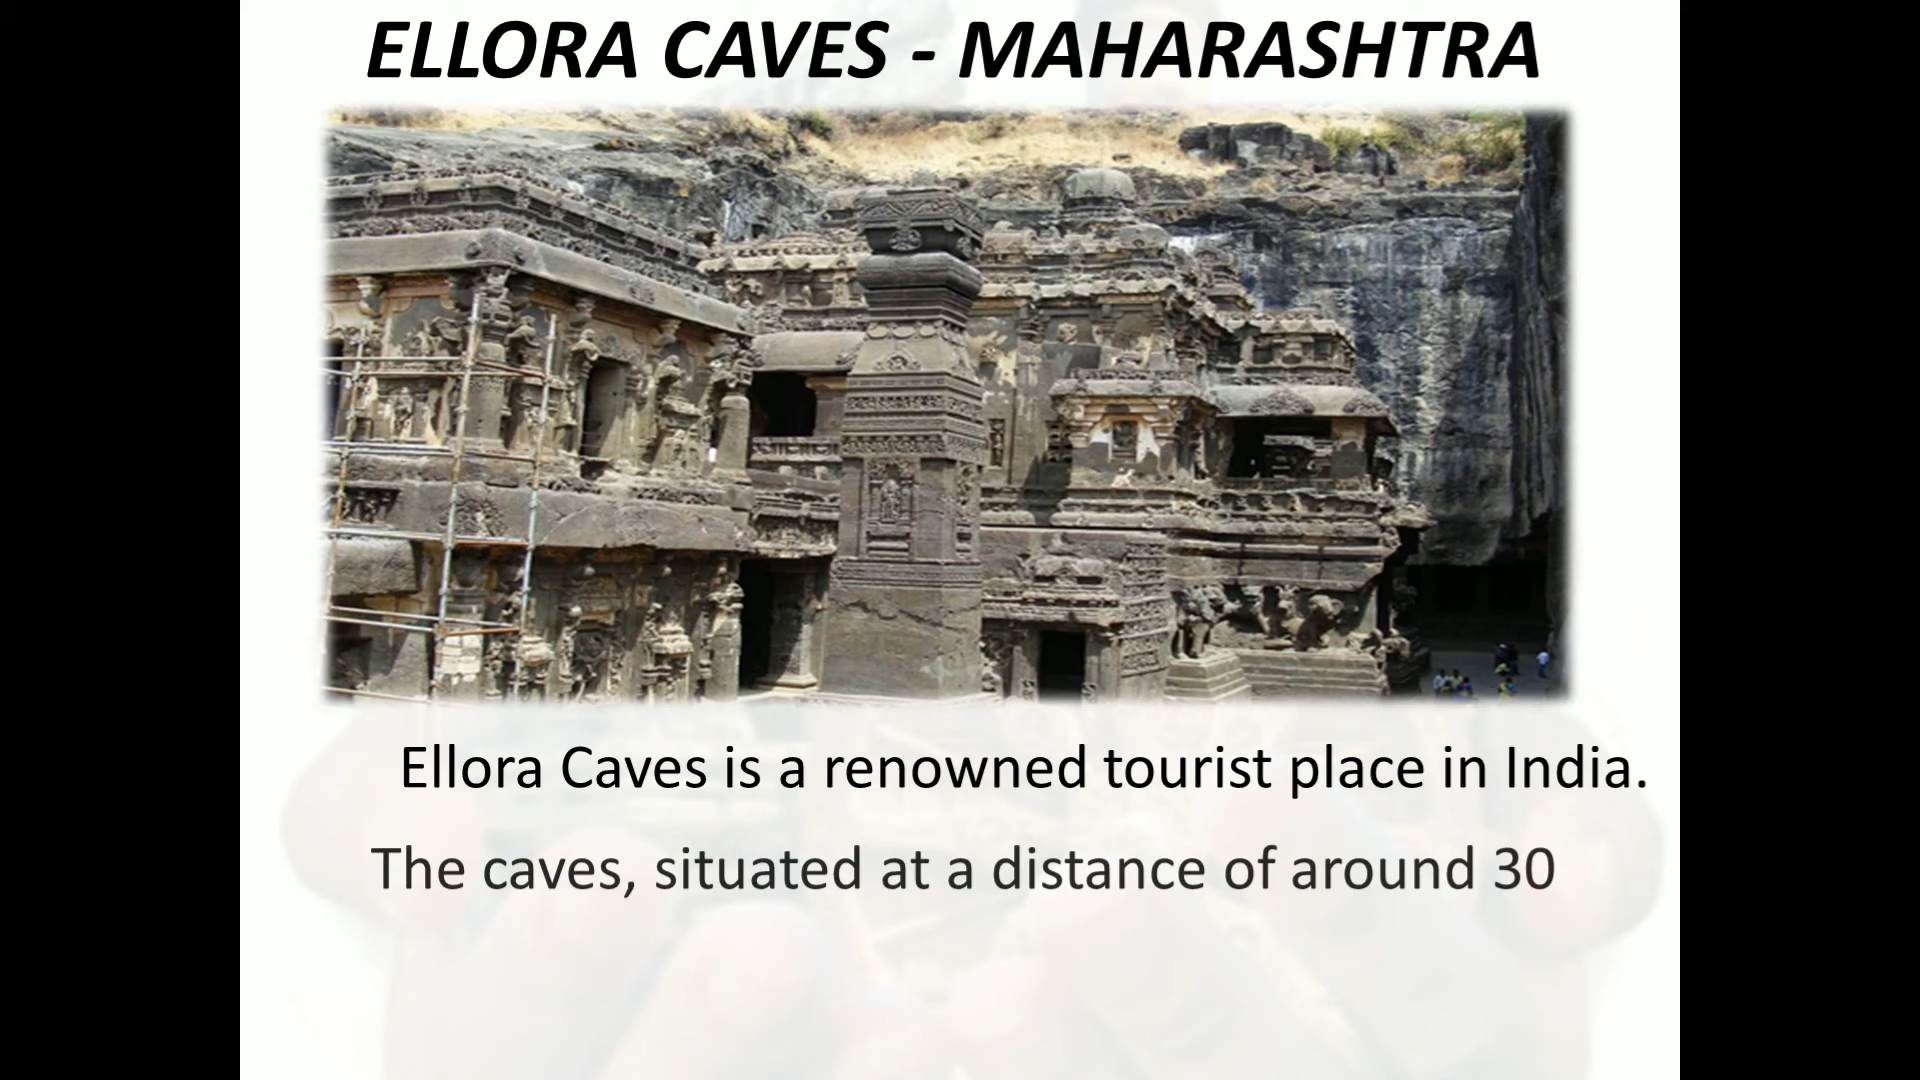 ELLORA CAVES - MAHARASHTRA
Ellora Caves is a renowned tourist place in India.
The caves, situated at a distance of around 30